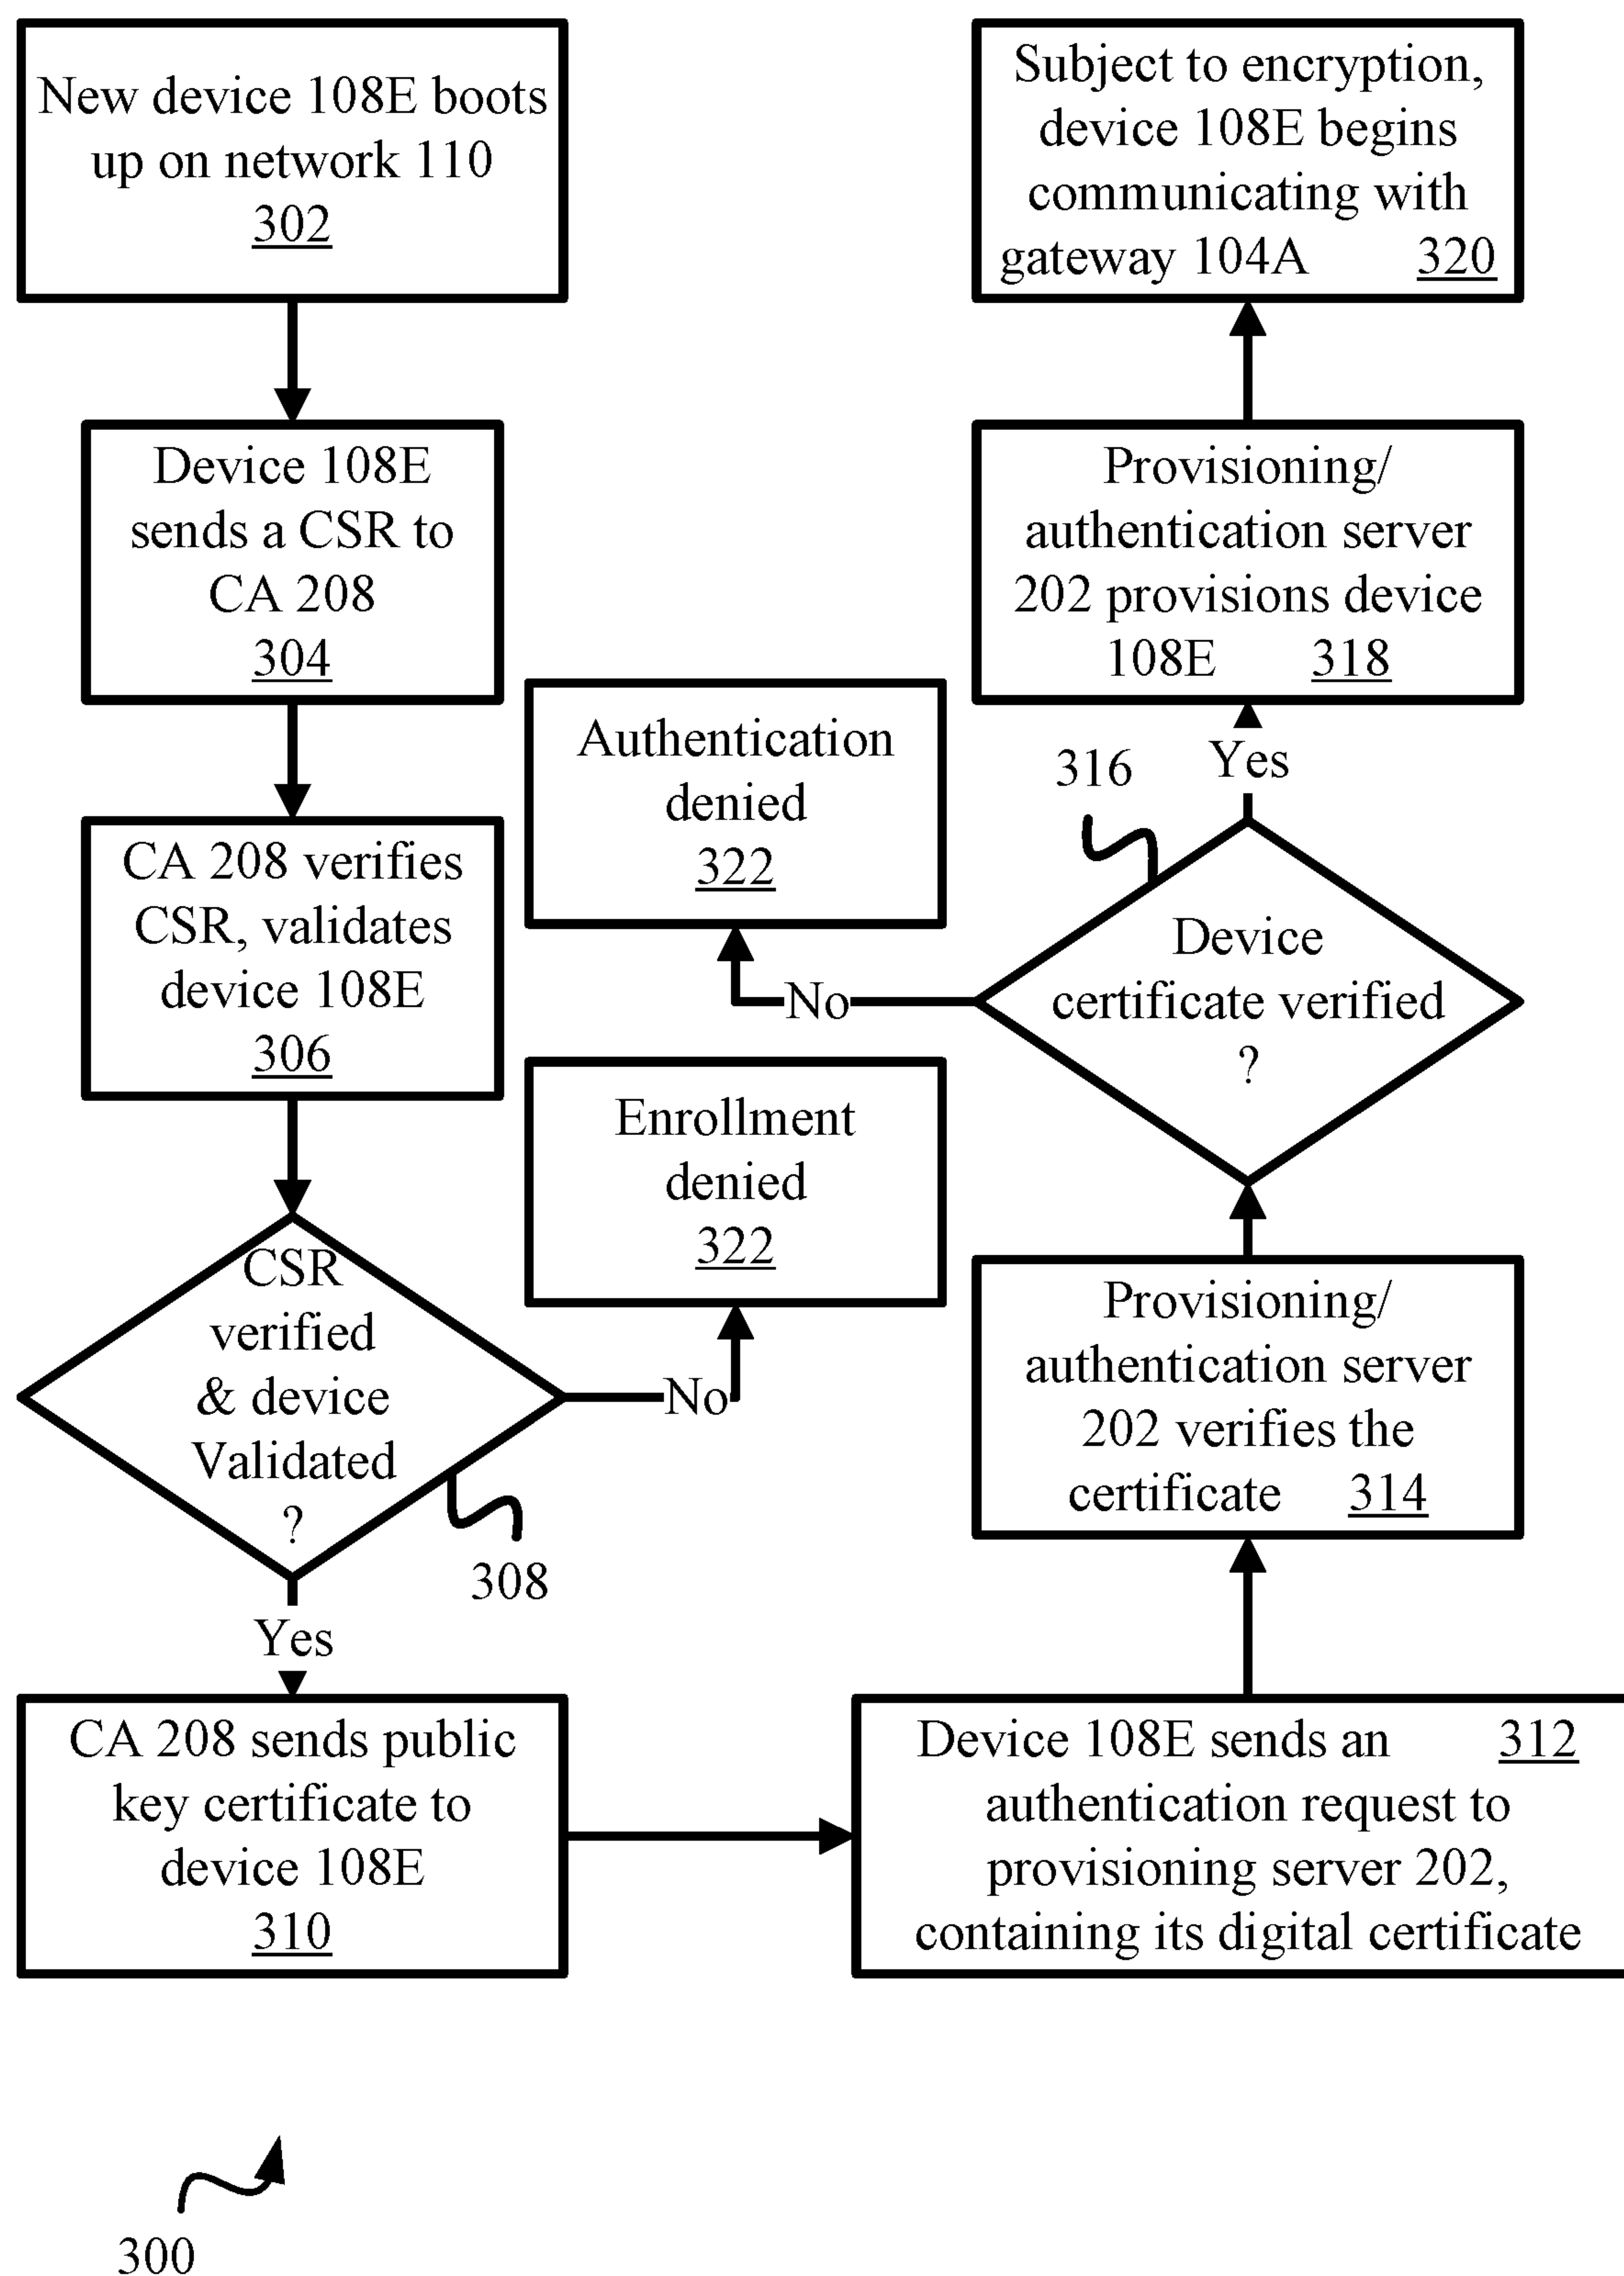 New device 108E boots
up on network 110
302
Device 108E
sends a CSR to
CA 208
304
CA 208 verifies
CSR, validates
device 108E
306
CSR
verified
& device
Validated
?
308
No
Enrollment
denied
322
Yes
CA 208 sends public
key certificate to
device 108E
310
Device 108E sends an 312
authentication request to
provisioning server 202,
containing its digital certificate
Provisioning/
authentication server
202 verifies the
certificate 314
Device
certificate verified
?
316
No
Authentication
denied
322
Yes
Provisioning/
authentication server
202 provisions device
108E 318
Subject to encryption,
device 108E begins
communicating with
gateway 104A 320
300